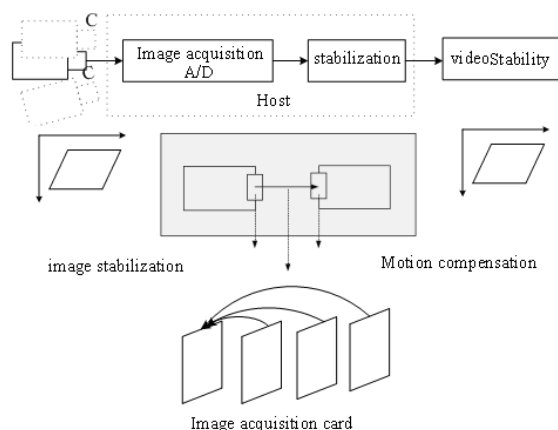 C
Image acquisition
A/D
stabilization
videoStability
C
Host
image stabilization
Motion compensation
Image acquisition card